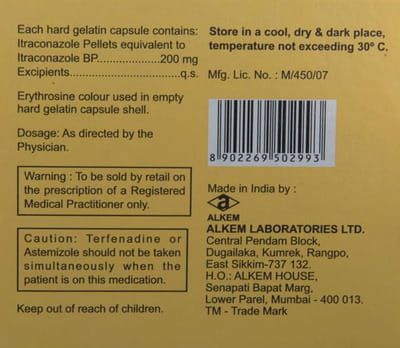 Each hard gelatin capsule contains:
Itraconazole Pellets equivalent to
Itraconazole BP.....................200 mg
Excipients....................................q.s.
Erythrosine colour used in empty
hard gelatin capsule shell.
Dosage: As directed by the
Physician.
Warning : To be sold by retail on
the prescription of a Registered
Medical Practitioner only.
Caution: Terfenadine or
Astemizole should not be taken
simultaneously when the
patient is on this medication.
Keep out of reach of children.
Store in a cool, dry & dark place,
temperature not exceeding 30º C.
Mfg. Lic. No. : M/450/07
8 902269 502993
Made in India by :
a
ALKEM
ALKEM LABORATORIES LTD.
Central Pendam Block,
Dugailaka, Kumrek, Rangpo,
East Sikkim-737 132.
H.O.: ALKEM HOUSE,
Senapati Bapat Marg,
Lower Parel, Mumbai - 400 013.
TM - Trade Mark